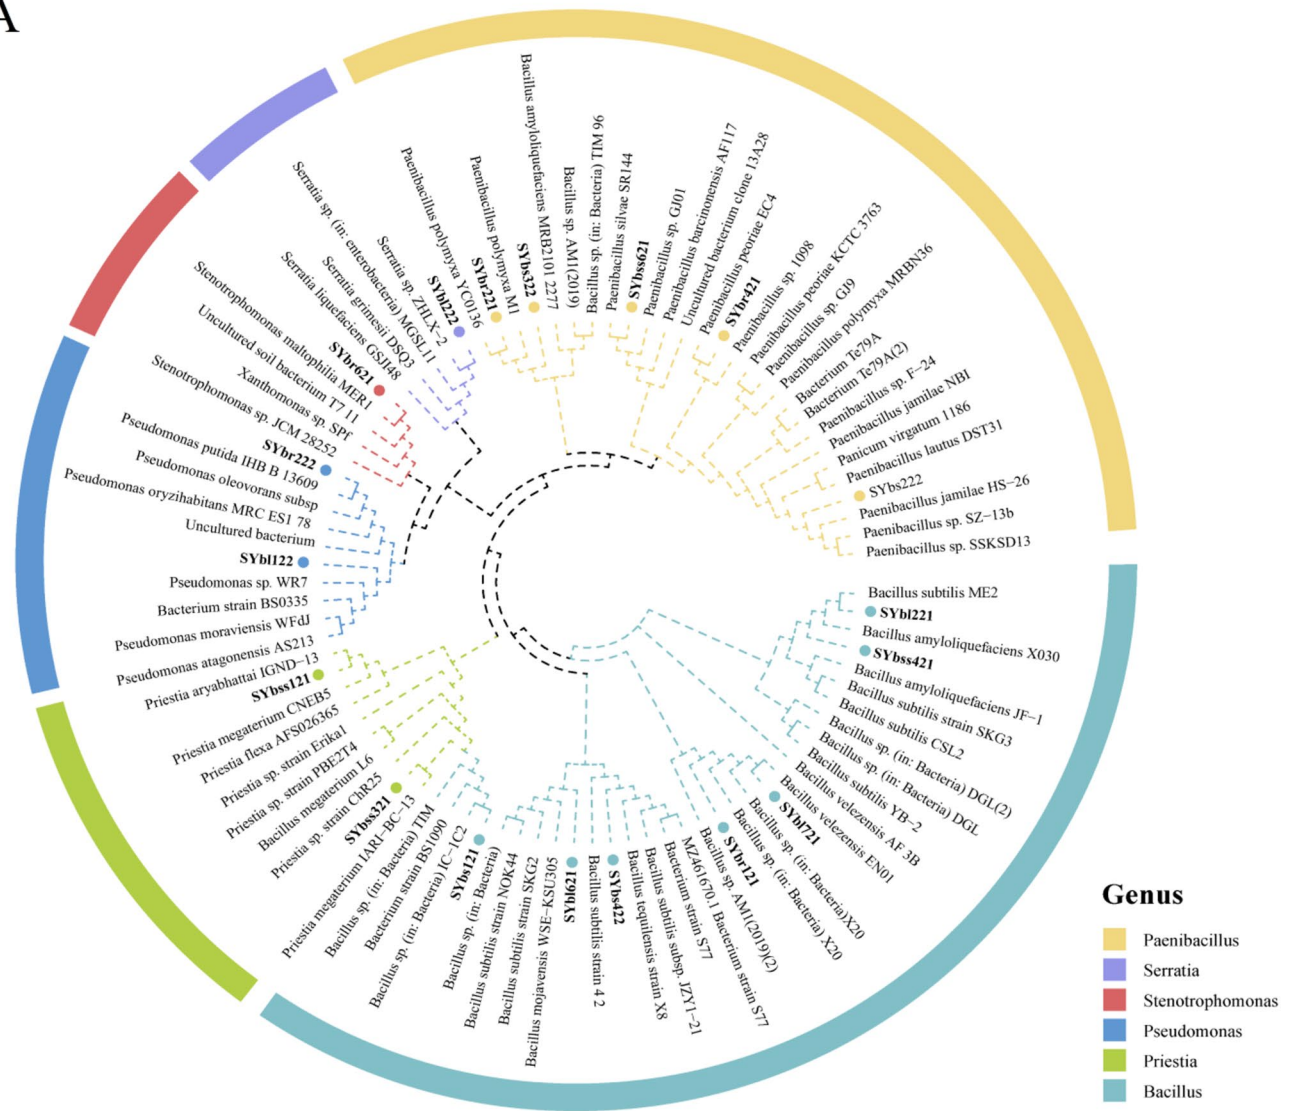 A
Bacillus amyloliquefaciens MRB2101 2277
Bacillus sp. AM1(2019)
Bacillus sp. (in: Bacteria) TIM 96
Paenibacillus silvae SR144
SYbss621
Paenibacillus sp. GJ01
Paenibacillus barcinonensis AF117
Uncultured bacterium clone 13A28
Paenibacillus peoriae EC4
SYbr421
Paenibacillus sp. 1098
Paenibacillus peoriae KCTC 3763
Paenibacillus sp. GJ9
Paenibacillus polymyxa MRBN36
Bacterium Te79A
Bacterium Te79A(2)
Paenibacillus sp. F−24
Paenibacillus jamilae NBI
Panicum virgatum 1186
Paenibacillus lautus DST31
SYbs222
Paenibacillus jamilae HS−26
Paenibacillus sp. SZ−13b
Paenibacillus sp. SSKSD13
Bacillus subtilis ME2
SYbl221
Bacillus amyloliquefaciens X030
SYbss421
Bacillus amyloliquefaciens JF−1
Bacillus subtilis strain SKG3
Bacillus subtilis CSL2
Bacillus sp. (in: Bacteria) DGL(2)
Bacillus sp. (in: Bacteria) DGL
Bacillus subtilis YB−2
Bacillus velezensis AF 3B
Bacillus velezensis EN01
SYbl721
Bacillus sp. (in: Bacteria)X20
Bacillus sp. (in: Bacteria) X20
SYbr121
Bacillus sp. AM1(2019)(2)
MZ461670.1 Bacterium strain S77
Bacterium strain S77
Bacillus subtilis subsp. JZY1−21
Bacillus tequilensis strain X8
SYbs422
Bacillus subtilis strain 4 2
SYbl621
Bacillus mojavensis WSE−KSU305
Bacillus subtilis strain SKG2
Bacillus subtilis strain NOK44
Bacillus sp. (in: Bacteria)
SYbs121
Bacillus sp. (in: Bacteria) IC−1C2
Bacterium strain BS1090
Bacillus sp. (in: Bacteria) TIM
Priestia megaterium IARI−BC−13
SYbss321
Priestia sp. strain ChR25
Bacillus megaterium L6
Priestia sp. strain PBE2T4
Priestia sp. strain Erika1
Priestia flexa AFS026365
Priestia megaterium CNEB5
SYbss121
Priestia aryabhattai IGND−13
Pseudomonas atagonensis AS213
Pseudomonas moraviensis WFdJ
Bacterium strain BS0335
Pseudomonas sp. WR7
SYbl122
Uncultured bacterium
Pseudomonas oryzihabitans MRC ES1 78
Pseudomonas oleovorans subsp
Pseudomonas putida IHB B 13609
SYbr222
Stenotrophomonas sp. JCM 28252
Xanthomonas sp. SPf
Uncultured soil bacterium T7 11
Stenotrophomonas maltophilia MER1
SYbr621
Serratia liquefaciens GSJ148
Serratia grimesii DSQ3
Serratia sp. (in: enterobacteria) MGSL11
Serratia sp. ZHLX−2
SYbl222
Paenibacillus polymyxa YC0136
SYbr221
Paenibacillus polymyxa M1
SYbs322
Genus
Paenibacillus
Serratia
Stenotrophomonas
Pseudomonas
Priestia
Bacillus